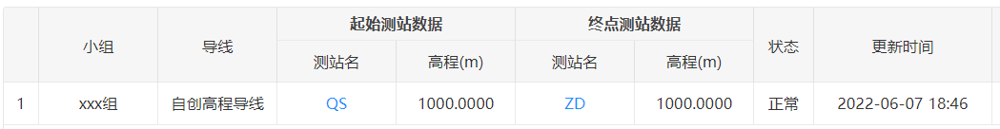 小组 导线 起始测站数据 终点测站数据 状态 更新时间
测站名 高程(m) 测站名 高程(m)
1 xxx组 自创高程导线 QS 1000.0000 ZD 1000.0000 正常 2022-06-07 18:46